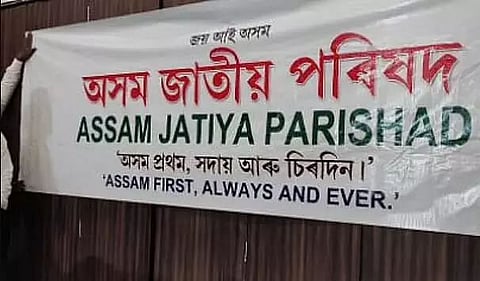 জয় আই অসম
অসম জাতীয় পৰিষদ
ASSAM JATIYA PARISHAD
'অসম প্ৰথম, সদায় আৰু চিৰদিন।'
'ASSAM FIRST, ALWAYS AND EVER.'